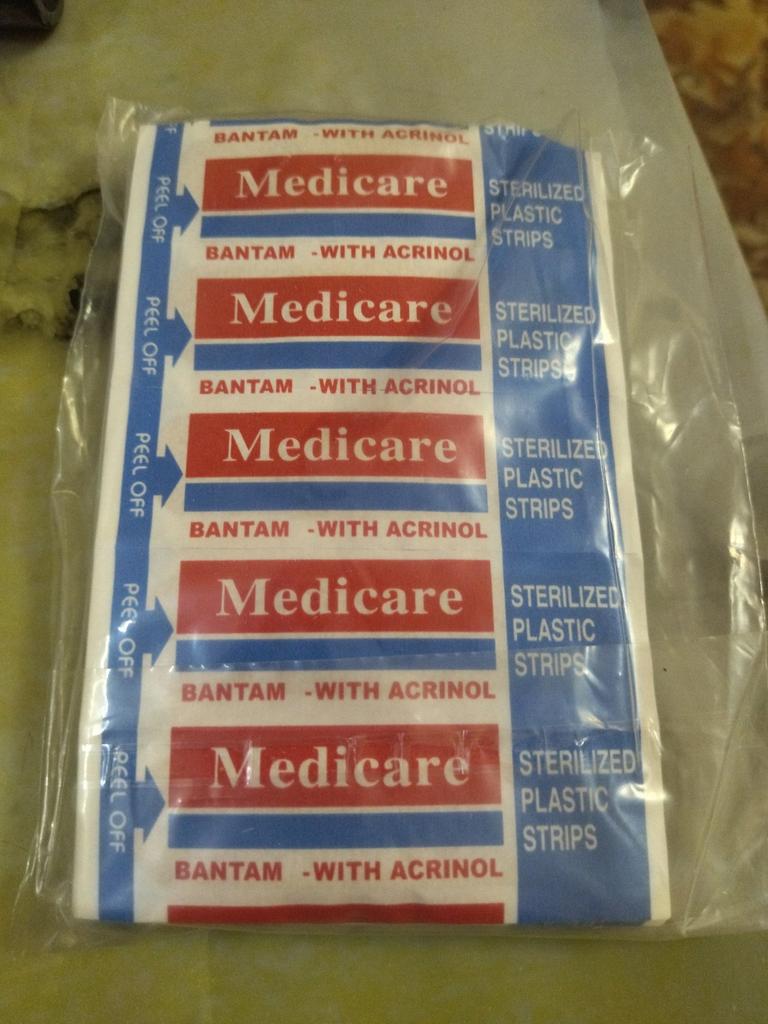 STRIPS
BANTAM -WITH ACRINOL
PEEL OFF
Medicare
STERILIZED
PLASTIC
STRIPS
BANTAM -WITH ACRINOL
PEEL OFF
Medicare
STERILIZED
PLASTIC
STRIPS
BANTAM -WITH ACRINOL
PEEL OFF
Medicare
STERILIZED
PLASTIC
STRIPS
BANTAM -WITH ACRINOL
PEEL OFF
Medicare
STERILIZED
PLASTIC
STRIPS
BANTAM -WITH ACRINOL
PEEL OFF
Medicare
STERILIZED
PLASTIC
STRIPS
BANTAM -WITH ACRINOL